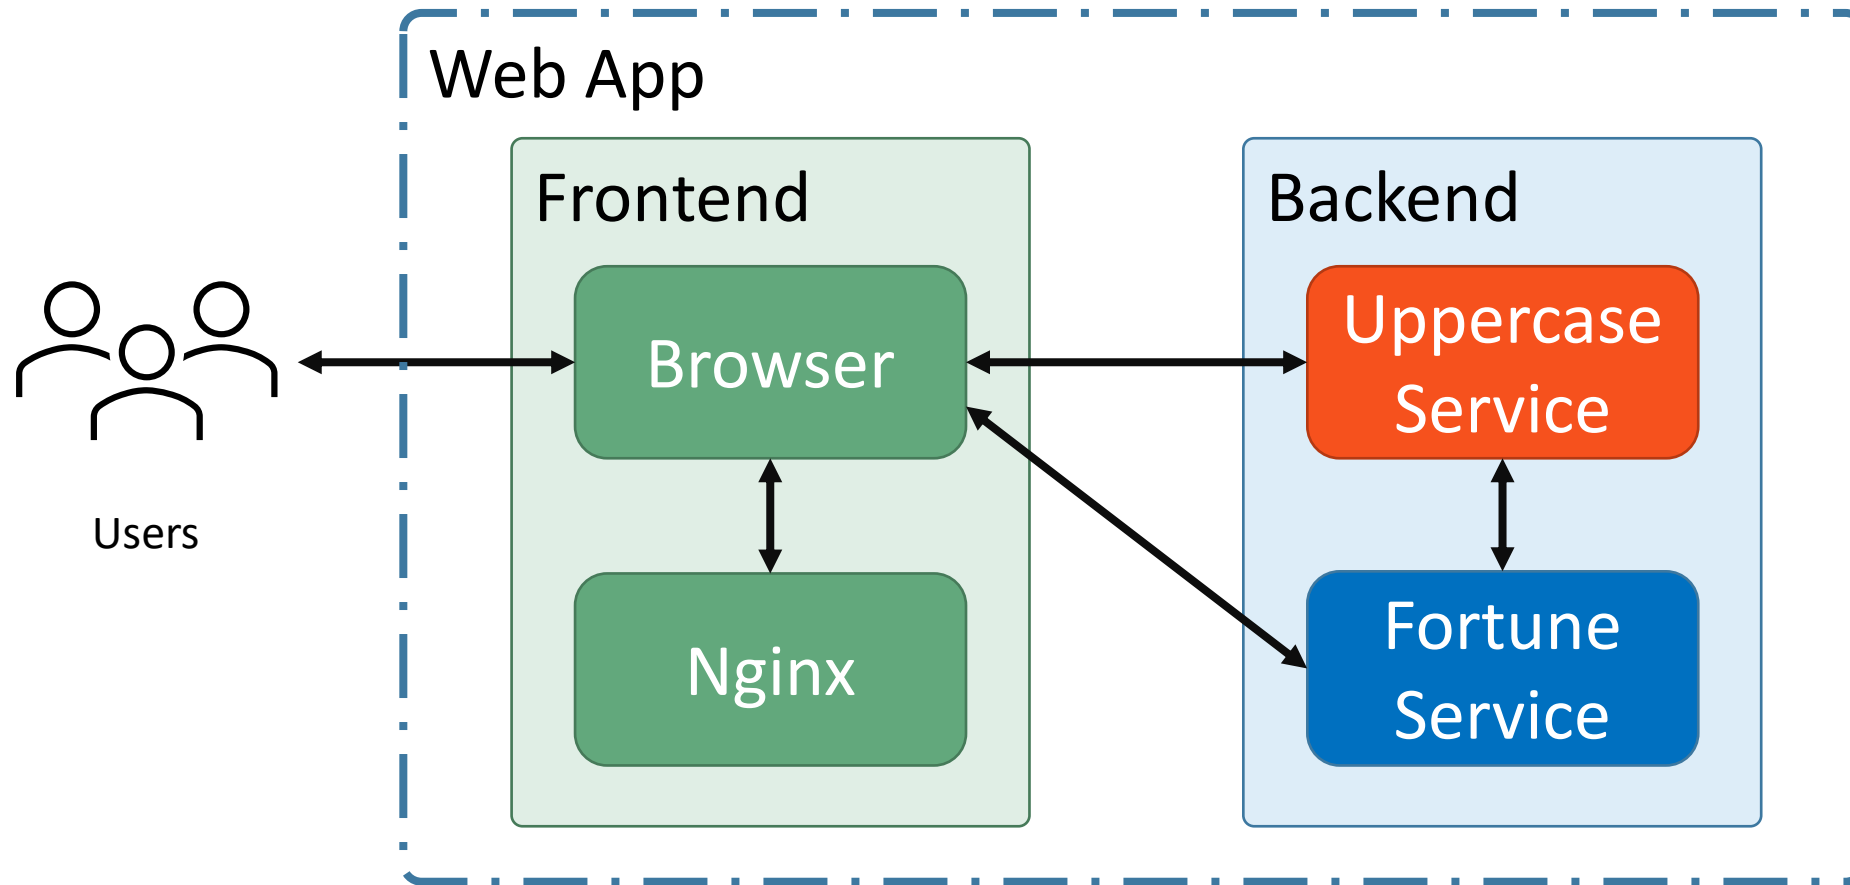 Web App
Frontend
Backend
Browser
Uppercase
Service
Users
Nginx
Fortune
Service